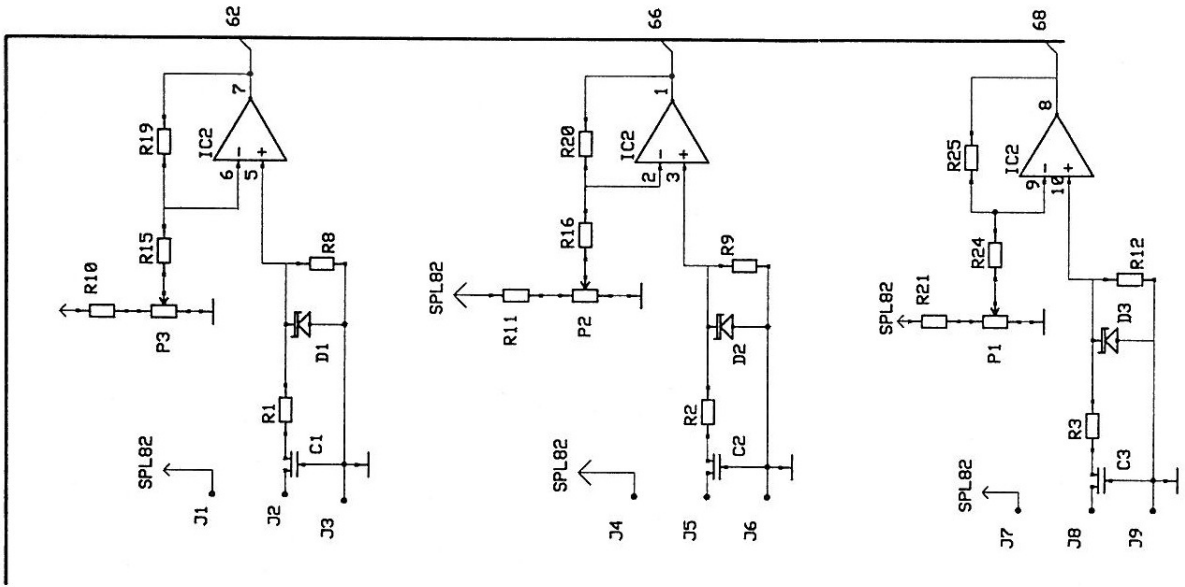 62
R19
IC2
7
6
5
-
+
R15
R8
R10
P3
D1
R1
C1
SPL82
J1
J2
J3
66
R20
IC2
1
2
3
-
+
R16
R9
SPL82
R11
P2
D2
R2
C2
SPL82
J4
J5
J6
68
R25
IC2
8
9
10
-
+
R24
R12
SPL82
R21
P1
D3
R3
C3
SPL82
J7
J8
J9